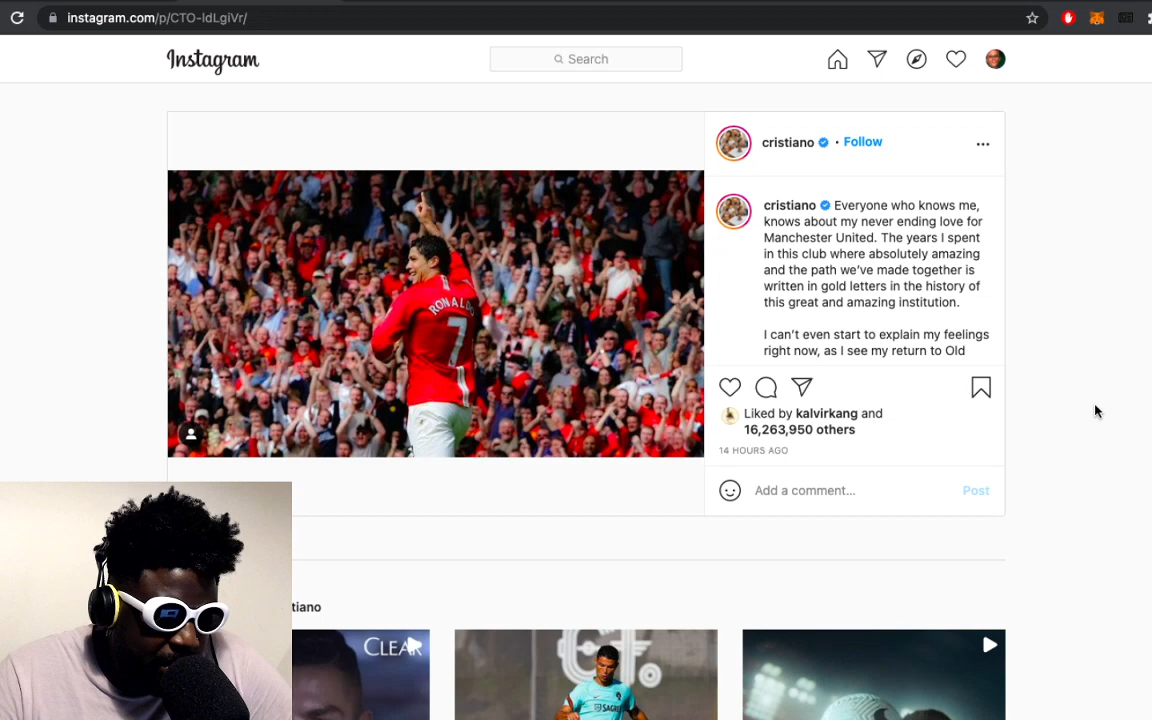 instagram.com/p/CTO-IdLgiVr/
Instagram
Search
cristiano • Follow
RONALDO
7
cristiano Everyone who knows me,
knows about my never ending love for
Manchester United. The years I spent
in this club where absolutely amazing
and the path we've made together is
written in gold letters in the history of
this great and amazing institution.
I can't even start to explain my feelings
right now, as I see my return to Old
Liked by kalvirkang and
16,263,950 others
14 HOURS AGO
Add a comment...
Post
tiano
CLEAR